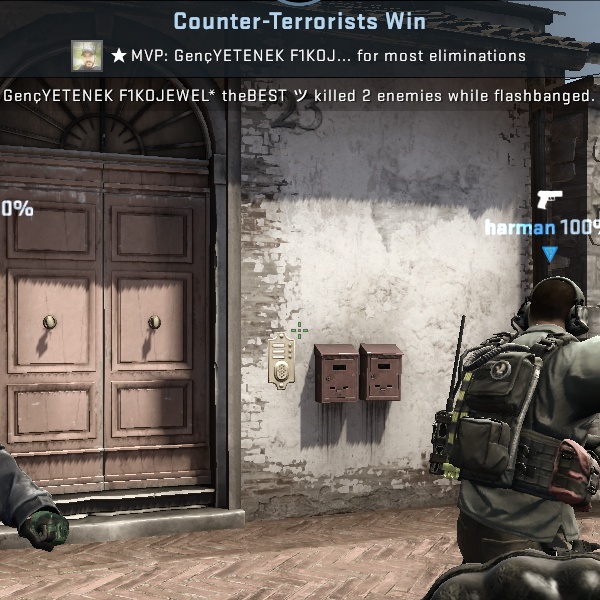 Counter-Terrorists Win
★ MVP: GençYETENEK F1KOJ... for most eliminations
GençYETENEK F1KOJEWEL* theBEST ツ killed 2 enemies while flashbanged.
23
0%
harman 100%